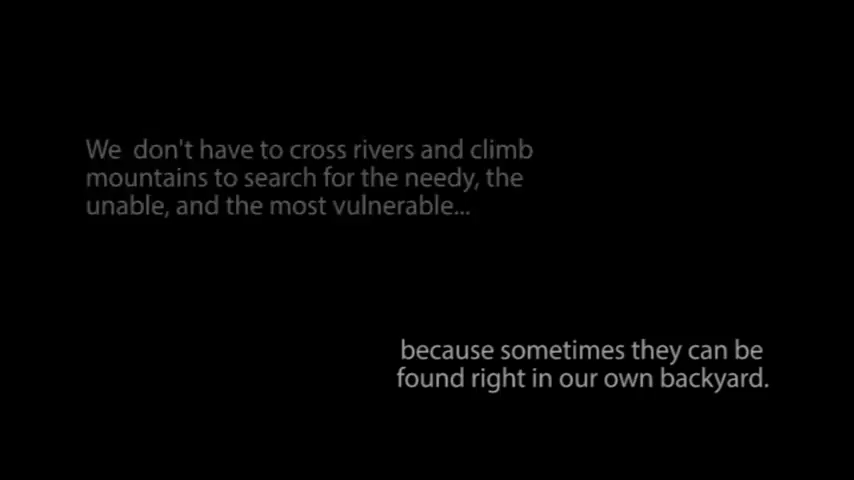 We  don't have to cross rivers and climb
mountains to search for the needy, the
unable, and the most vulnerable...
because sometimes they can be
found right in our own backyard.